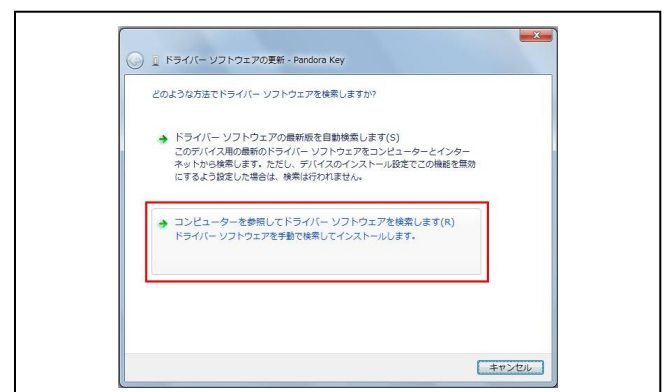 ドライバー ソフトウェアの更新 - Pandora Key
どのような方法でドライバー ソフトウェアを検索しますか?
ドライバー ソフトウェアの最新版を自動検索します(S)
このデバイス用の最新のドライバー ソフトウェアをコンピューターとインター
ネットから検索します。ただし、デバイスのインストール設定でこの機能を無効
にするよう設定した場合は、検索は行われません。
コンピューターを参照してドライバー ソフトウェアを検索します(R)
ドライバー ソフトウェアを手動で検索してインストールします。
キャンセル